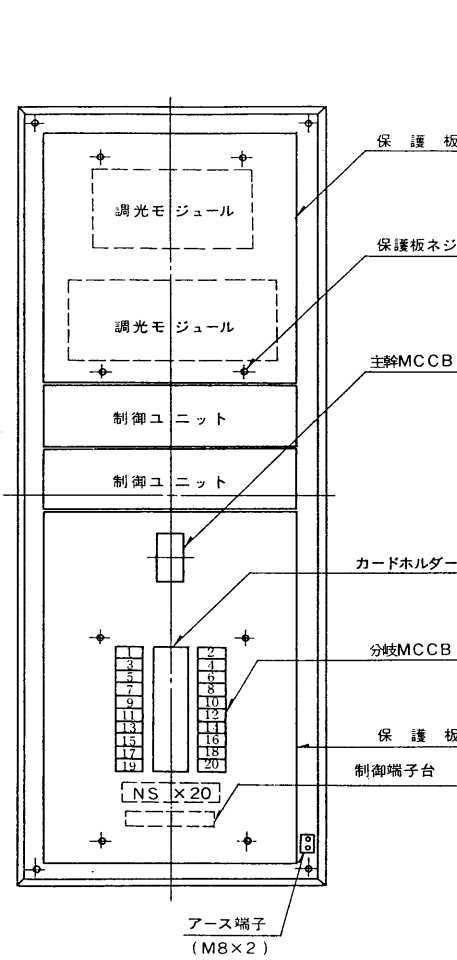 保護板
調光モジュール
保護板ネジ
調光モジュール
主幹MCCB
制御ユニット
制御ユニット
カードホルダー
1 2
3 4
5 6
7 8
9 10
11 12
13 14
15 16
17 18
19 20
分岐MCCB
保護板
制御端子台
NS ×20
アース端子
(M8×2)